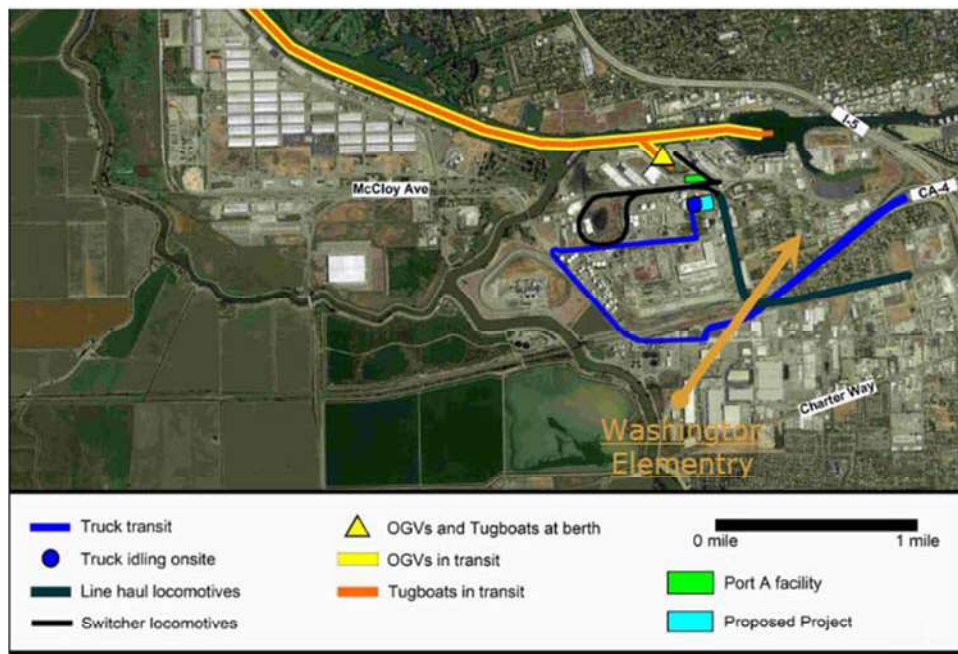 I-5
CA-4
McCloy Ave
Charter Way
Washington
Elementry
Truck transit
Truck idling onsite
Line haul locomotives
Switcher locomotives
OGVs and Tugboats at berth
OGVs in transit
Tugboats in transit
0 mile 1 mile
Port A facility
Proposed Project